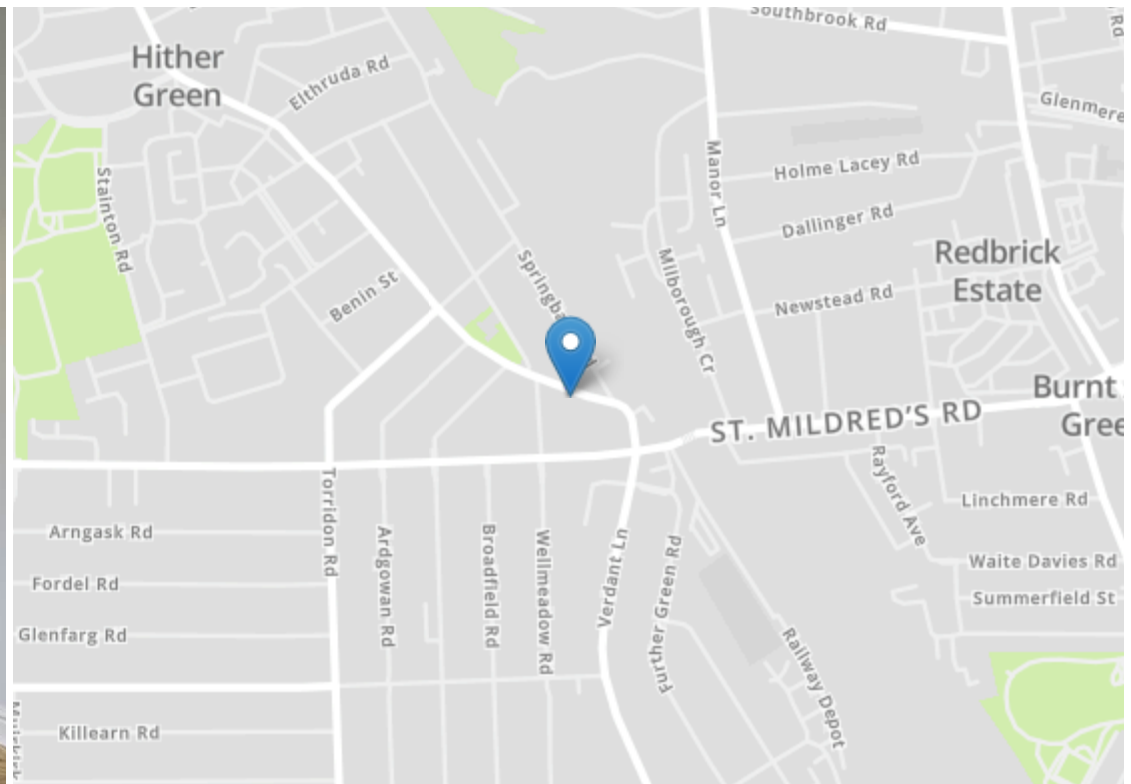 Southbrook Rd
Rd
Hither
Green
Elthruda Rd
Glenmere
Stainton Rd
Manor Ln
Holme Lacey Rd
Dallinger Rd
Redbrick
Estate
Springba
Milborough Cr
Benin St
Newstead Rd
Burnt
Gree
ST. MILDRED'S RD
Torridon Rd
Rayford Ave
Linchmere Rd
Arngask Rd
Ardgowan Rd
Broadfield Rd
Wellmeadow Rd
Verdant Ln
Further Green Rd
Waite Davies Rd
Fordel Rd
Summerfield St
Glenfarg Rd
Railway Depot
Killearn Rd